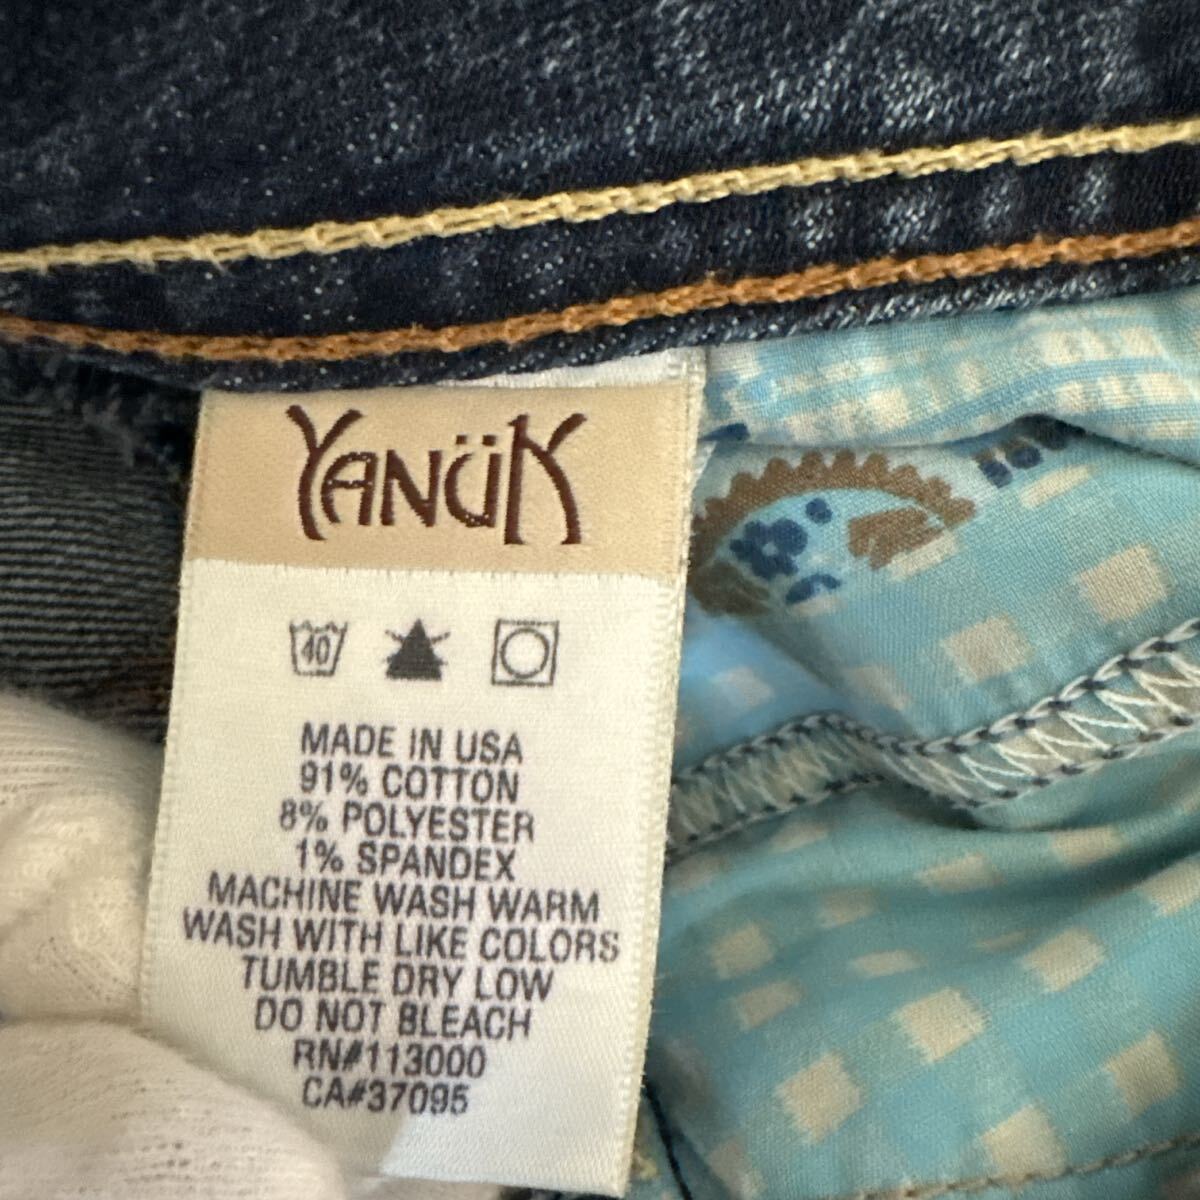 YANÜK
40
MADE IN USA
91% COTTON
8% POLYESTER
1% SPANDEX
MACHINE WASH WARM
WASH WITH LIKE COLORS
TUMBLE DRY LOW
DO NOT BLEACH
RN#113000
CA#37095